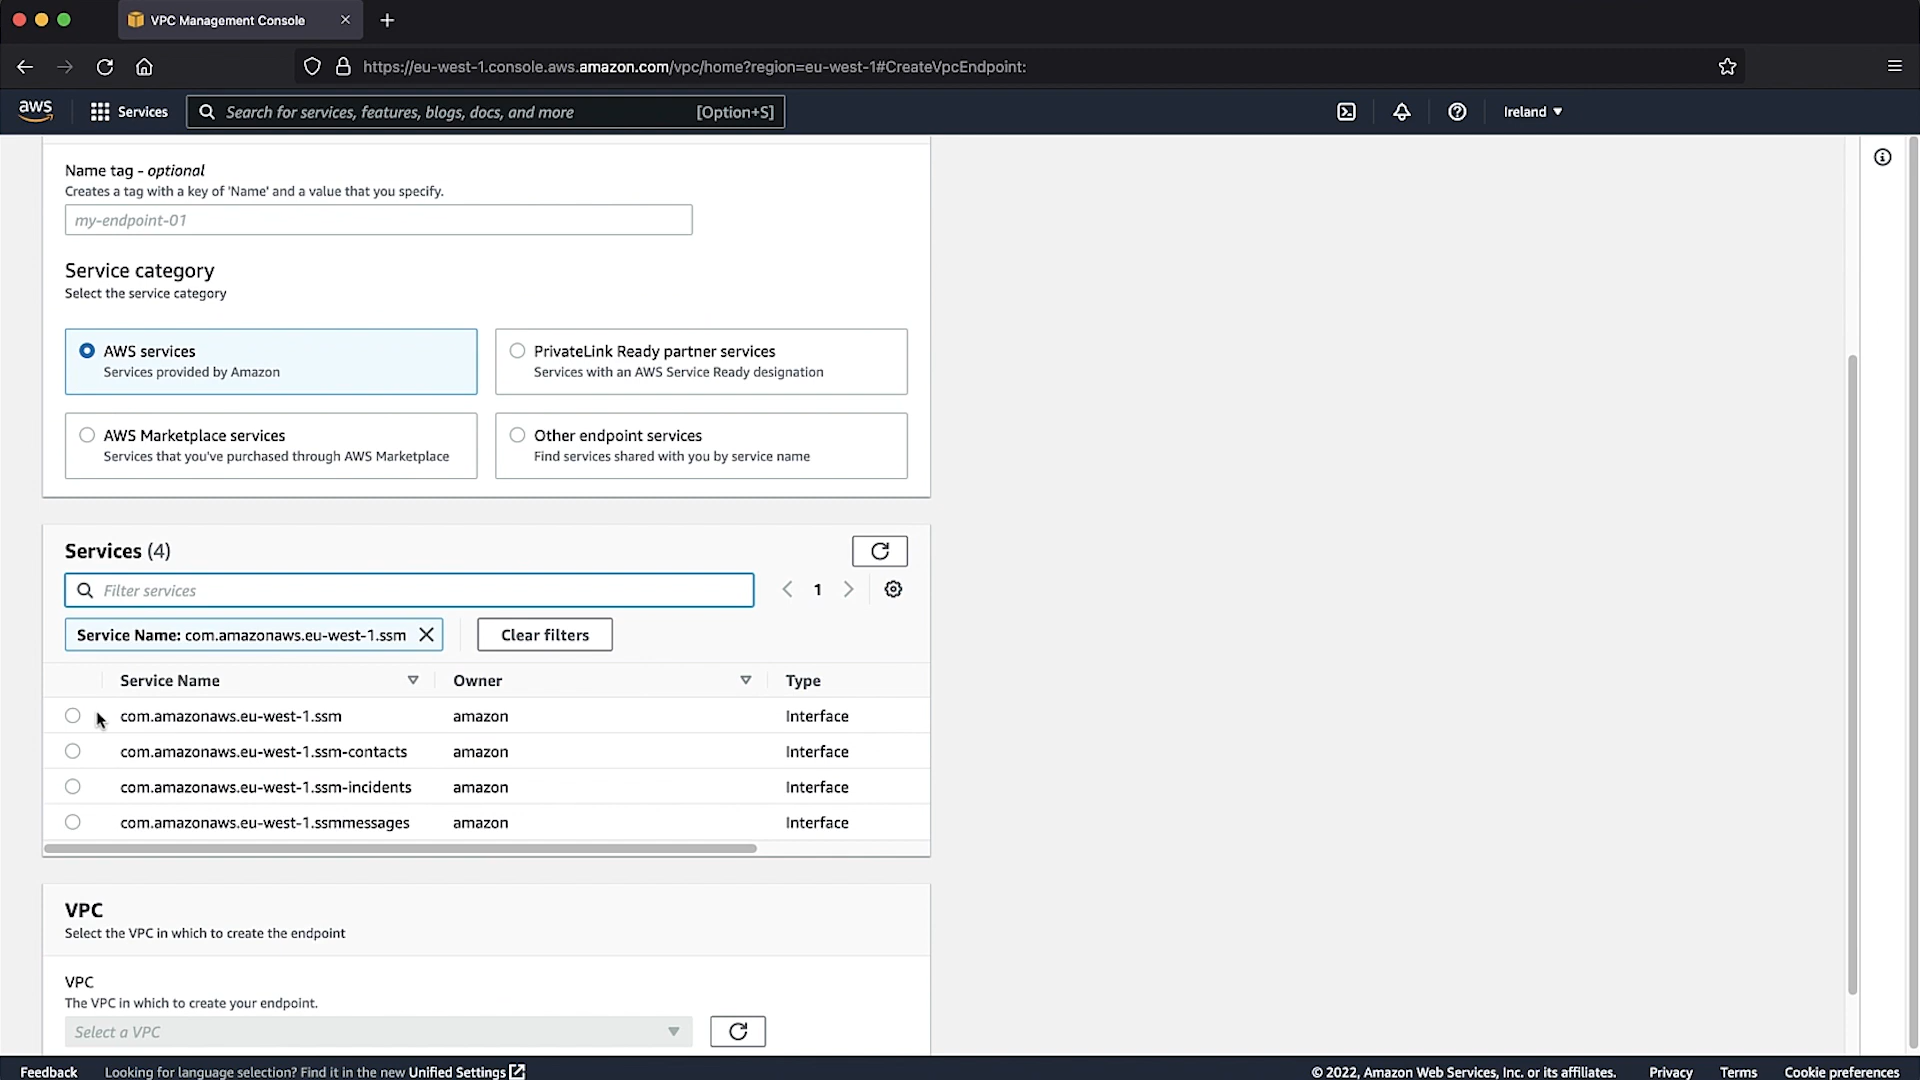 VPC Management Console
https://eu-west-1.console.aws.amazon.com/vpc/home?region=eu-west-1#CreateVpcEndpoint:
aws
Services
Search for services, features, blogs, docs, and more
[Option+S]
Ireland
Name tag - optional
Creates a tag with a key of 'Name' and a value that you specify.
my-endpoint-01
Service category
Select the service category
AWS services
Services provided by Amazon
PrivateLink Ready partner services
Services with an AWS Service Ready designation
AWS Marketplace services
Services that you've purchased through AWS Marketplace
Other endpoint services
Find services shared with you by service name
Services (4)
Filter services
1
Service Name: com.amazonaws.eu-west-1.ssm
Clear filters
Service Name Owner Type
com.amazonaws.eu-west-1.ssm amazon Interface
com.amazonaws.eu-west-1.ssm-contacts amazon Interface
com.amazonaws.eu-west-1.ssm-incidents amazon Interface
com.amazonaws.eu-west-1.ssmmessages amazon Interface
VPC
Select the VPC in which to create the endpoint
VPC
The VPC in which to create your endpoint.
Select a VPC
Feedback Looking for language selection? Find it in the new Unified Settings © 2022, Amazon Web Services, Inc. or its affiliates. Privacy Terms Cookie preferences